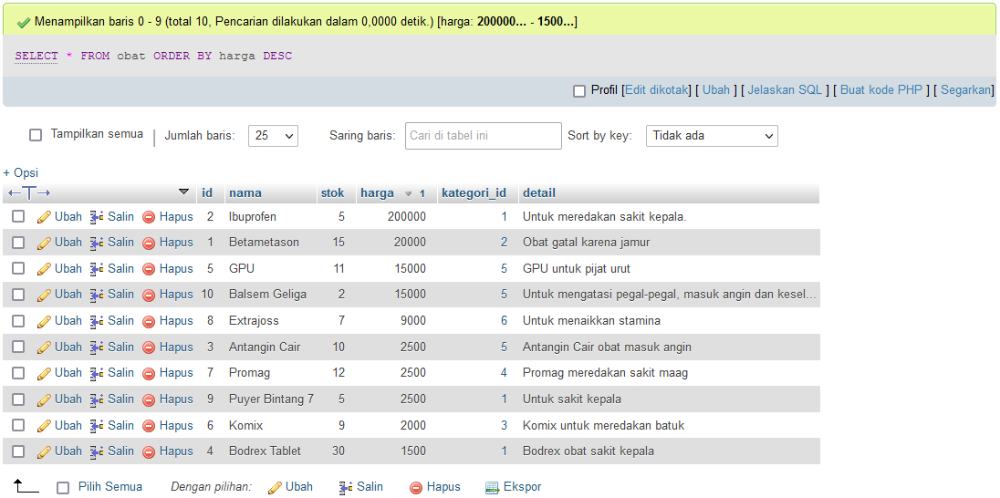 Menampilkan baris 0 - 9 (total 10, Pencarian dilakukan dalam 0,0000 detik.) [harga: 200000... - 1500...]
SELECT * FROM obat ORDER BY harga DESC
Profil [Edit dikotak] [ Ubah ] [ Jelaskan SQL ] [ Buat kode PHP ] [ Segarkan]
Tampilkan semua | Jumlah baris: 25 Saring baris: Cari di tabel ini Sort by key: Tidak ada
+ Opsi
←T→ id nama stok harga 1 kategori_id detail
Ubah Salin Hapus 2 Ibuprofen 5 200000 1 Untuk meredakan sakit kepala.
Ubah Salin Hapus 1 Betametason 15 20000 2 Obat gatal karena jamur
Ubah Salin Hapus 5 GPU 11 15000 5 GPU untuk pijat urut
Ubah Salin Hapus 10 Balsem Geliga 2 15000 5 Untuk mengatasi pegal-pegal, masuk angin dan kesel...
Ubah Salin Hapus 8 Extrajoss 7 9000 6 Untuk menaikkan stamina
Ubah Salin Hapus 3 Antangin Cair 10 2500 5 Antangin Cair obat masuk angin
Ubah Salin Hapus 7 Promag 12 2500 4 Promag meredakan sakit maag
Ubah Salin Hapus 9 Puyer Bintang 7 5 2500 1 Untuk sakit kepala
Ubah Salin Hapus 6 Komix 9 2000 3 Komix untuk meredakan batuk
Ubah Salin Hapus 4 Bodrex Tablet 30 1500 1 Bodrex obat sakit kepala
Pilih Semua Dengan pilihan: Ubah Salin Hapus Ekspor